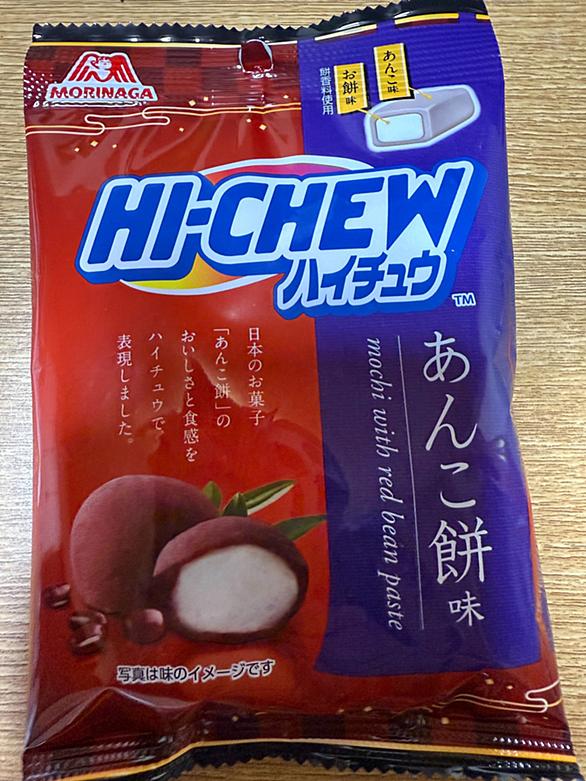 MORINAGA
あんこ味
お餅味
餅香料使用
HI-CHEW
ハイチュウ
TM
あんこ餅味
mochi with red bean paste
日本のお菓子
「あんこ餅」の
おいしさと食感を
ハイチュウで、
表現しました。
写真は味のイメージです